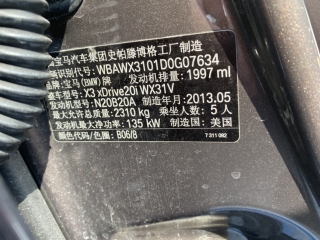 宝马汽车集团史帕滕博格工厂制造
识别代号: WBAWX3101D0G07634
宝马(BMW)牌 发动机排量: 1997 ml
整车型号: X3 xDrive20i WX31V
发动机型号: N20B20A 制造年月: 2013.05
最大允许总质量: 2310 kg 乘坐人数: 5 人
发动机最大净功率: 135 kW 制造国: 美国
颜色代码/色圈: B06/8
7 311 092